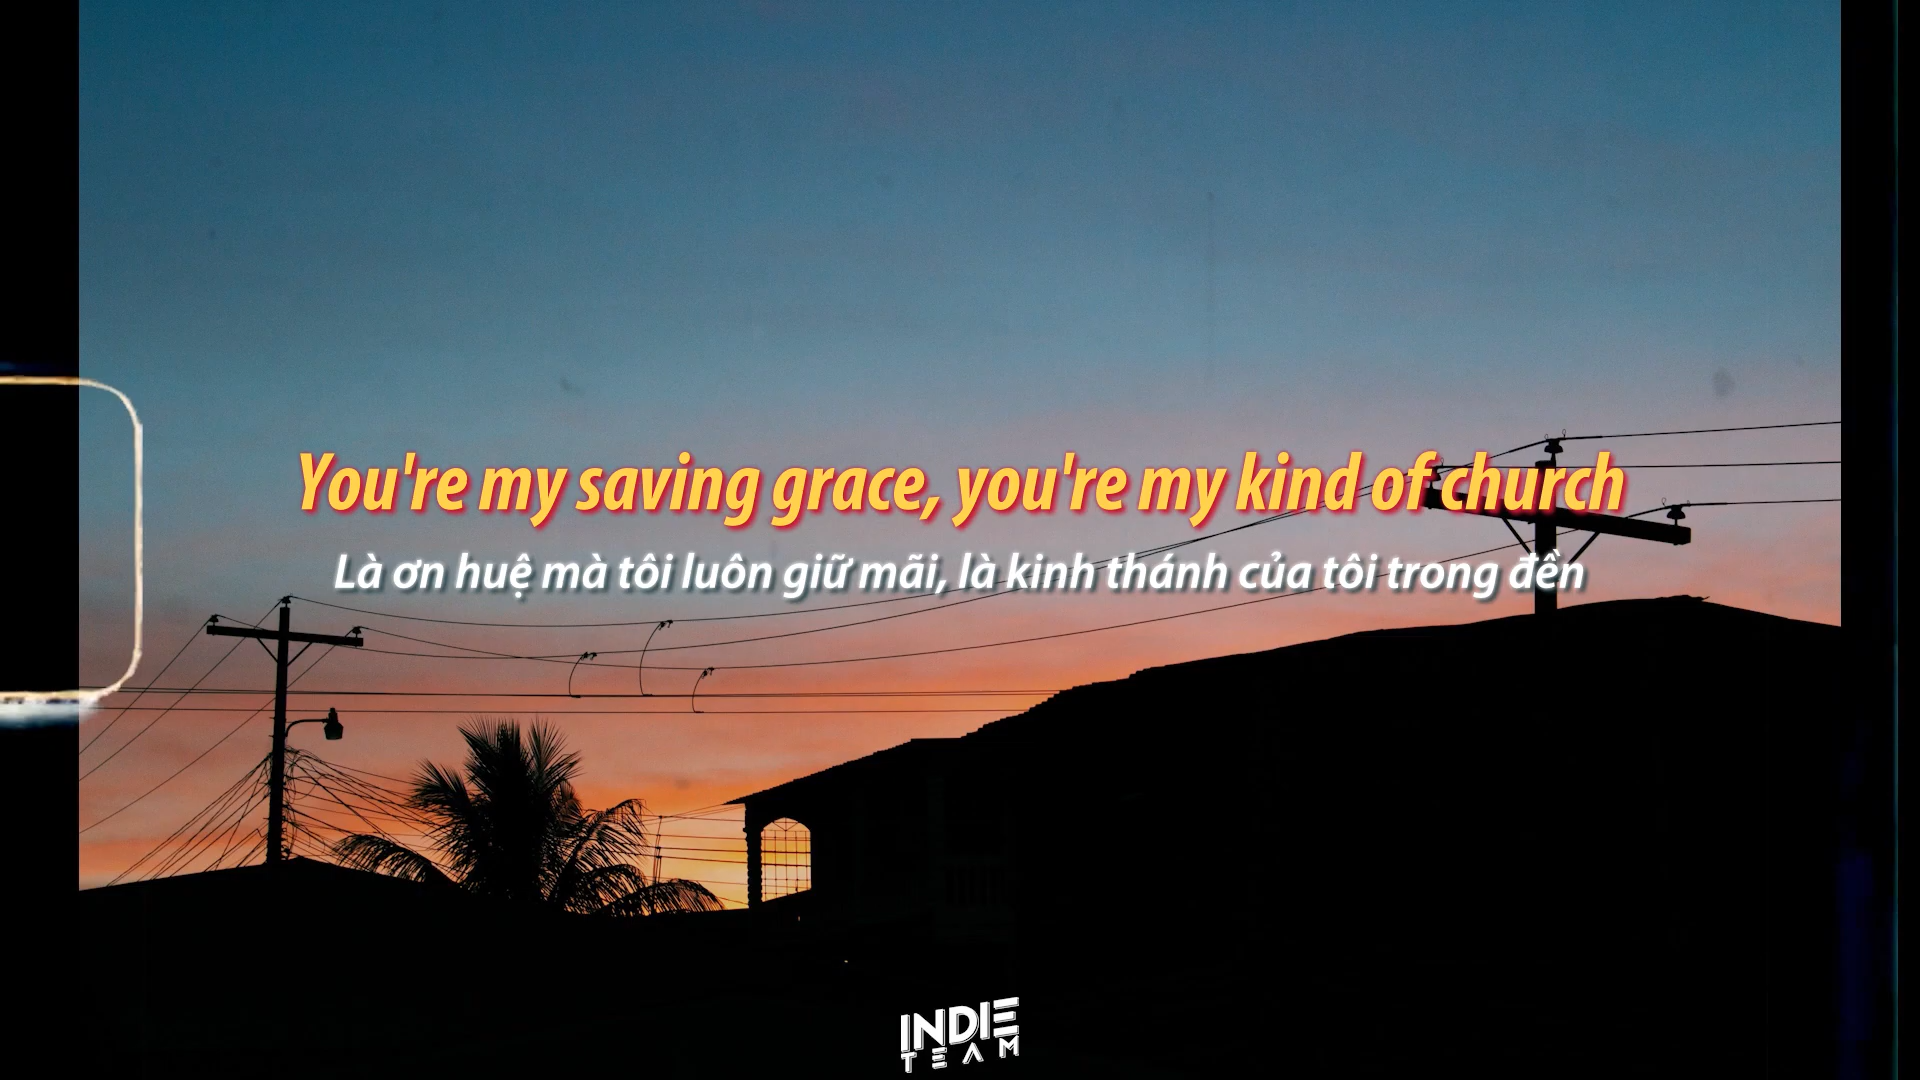 You're my saving grace, you're my kind of church
Là ơn huệ mà tôi luôn giữ mãi, là kinh thánh của tôi trong đền
INDIE
TEAM